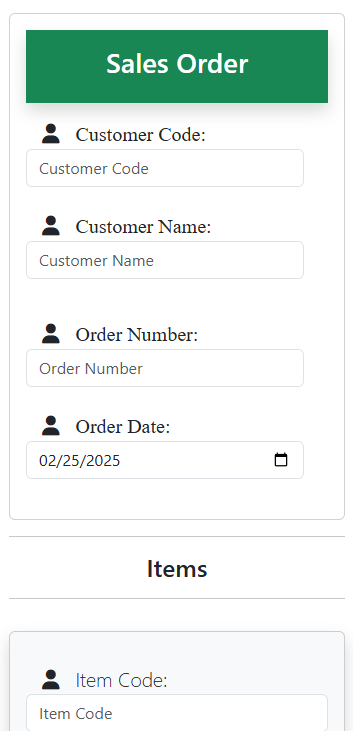 Sales Order
Customer Code:
Customer Code
Customer Name:
Customer Name
Order Number:
Order Number
Order Date:
02/25/2025
Items
Item Code:
Item Code